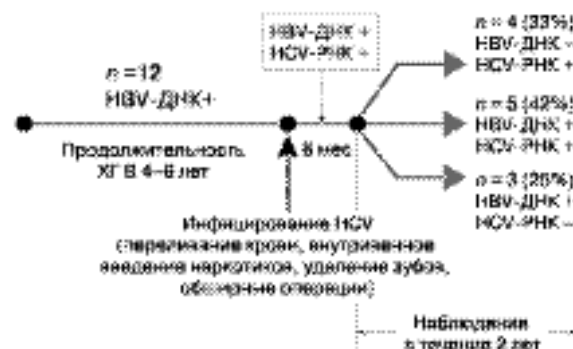 HBV-ДНК +
HCV-РНК +
n = 12
HBV-ДНК+
Продолжительность
ХГ В 4–6 лет
6 мес
n = 4 (33%)
HBV-ДНК –
HCV-РНК +
n = 5 (42%)
HBV-ДНК +
HCV-РНК +
n = 3 (25%)
HBV-ДНК +
HCV-РНК –
Инфицирование HCV
(переливание крови, внутривенное
введение наркотиков, удаление зубов,
обширные операции)
Наблюдение
в течение 2 лет